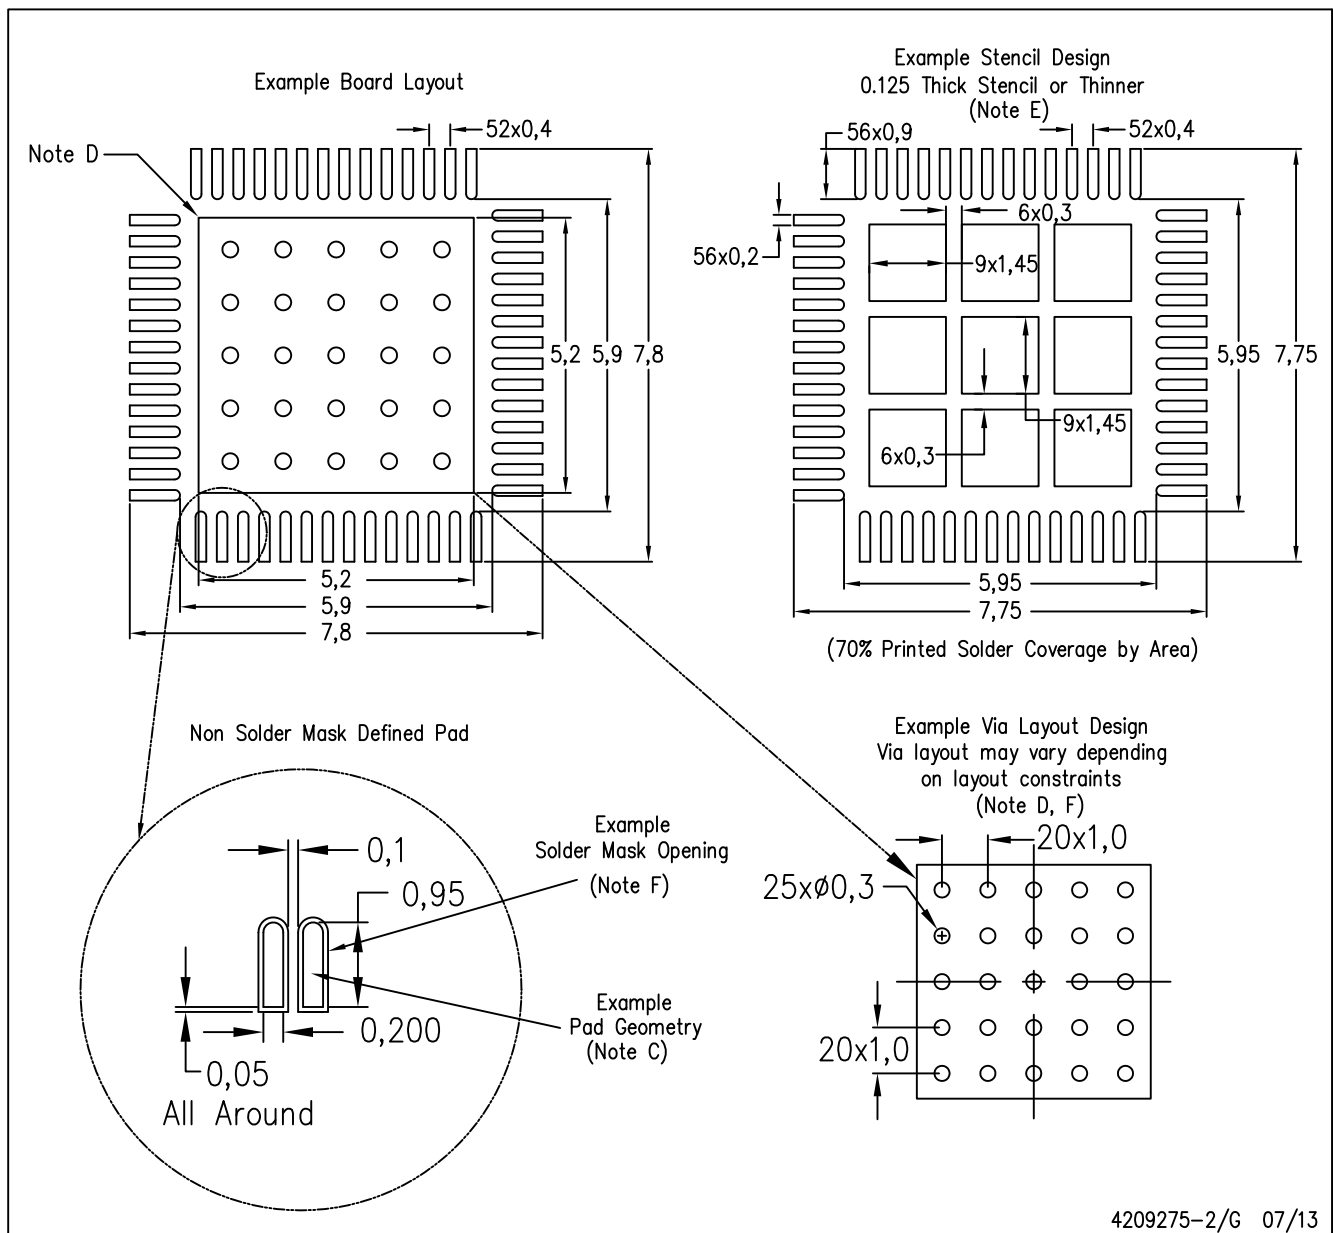 Example Board Layout
52x0,4
Note D
5,2
5,9
7,8
5,2
5,9
7,8
Example Stencil Design
0.125 Thick Stencil or Thinner
(Note E)
56x0,9
52x0,4
6x0,3
56x0,2
9x1,45
5,95
7,75
9x1,45
6x0,3
5,95
7,75
(70% Printed Solder Coverage by Area)
Non Solder Mask Defined Pad
0,1
0,95
Example
Solder Mask Opening
(Note F)
Example
Pad Geometry
(Note C)
0,200
0,05
All Around
Example Via Layout Design
Via layout may vary depending
on layout constraints
(Note D, F)
20x1,0
25xø0,3
20x1,0
4209275-2/G 07/13